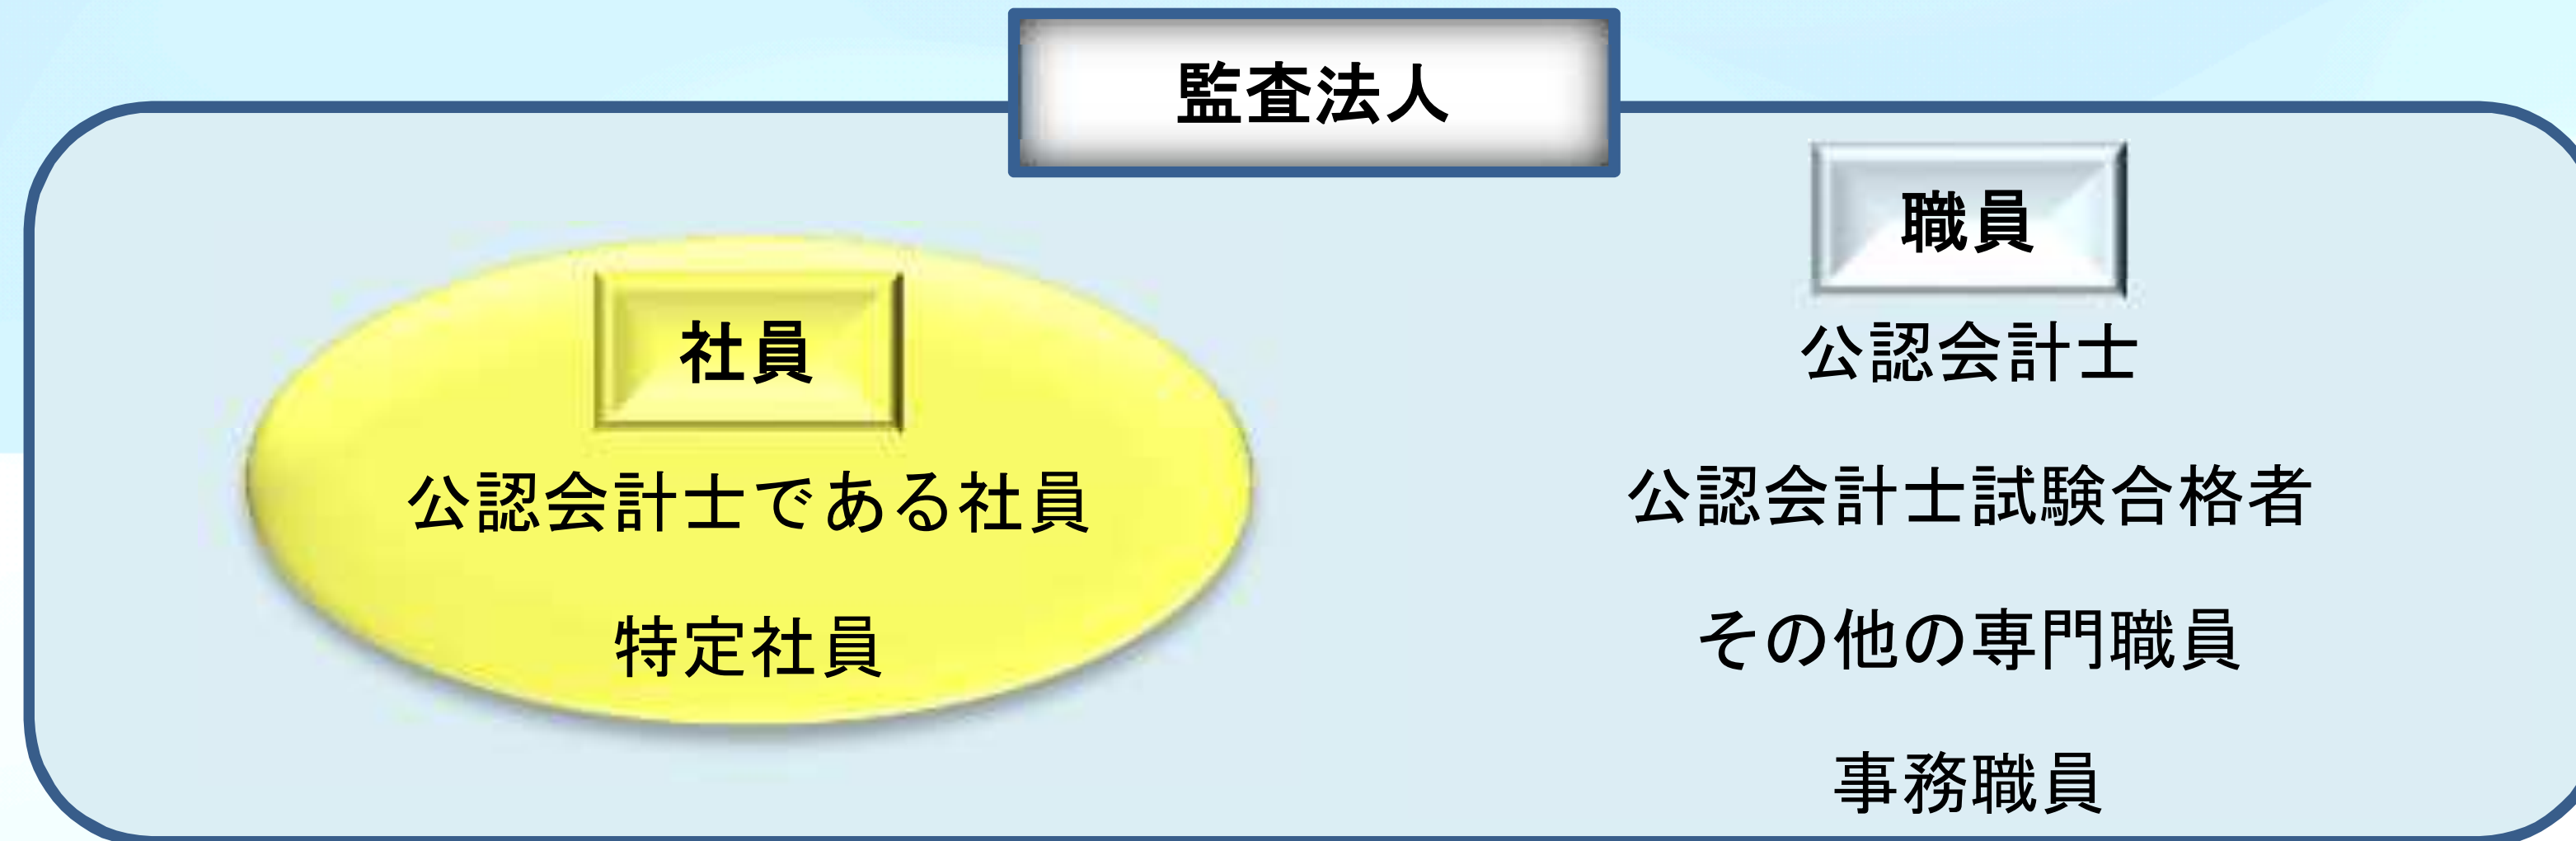 監査法人
社員
公認会計士である社員
特定社員
職員
公認会計士
公認会計士試験合格者
その他の専門職員
事務職員